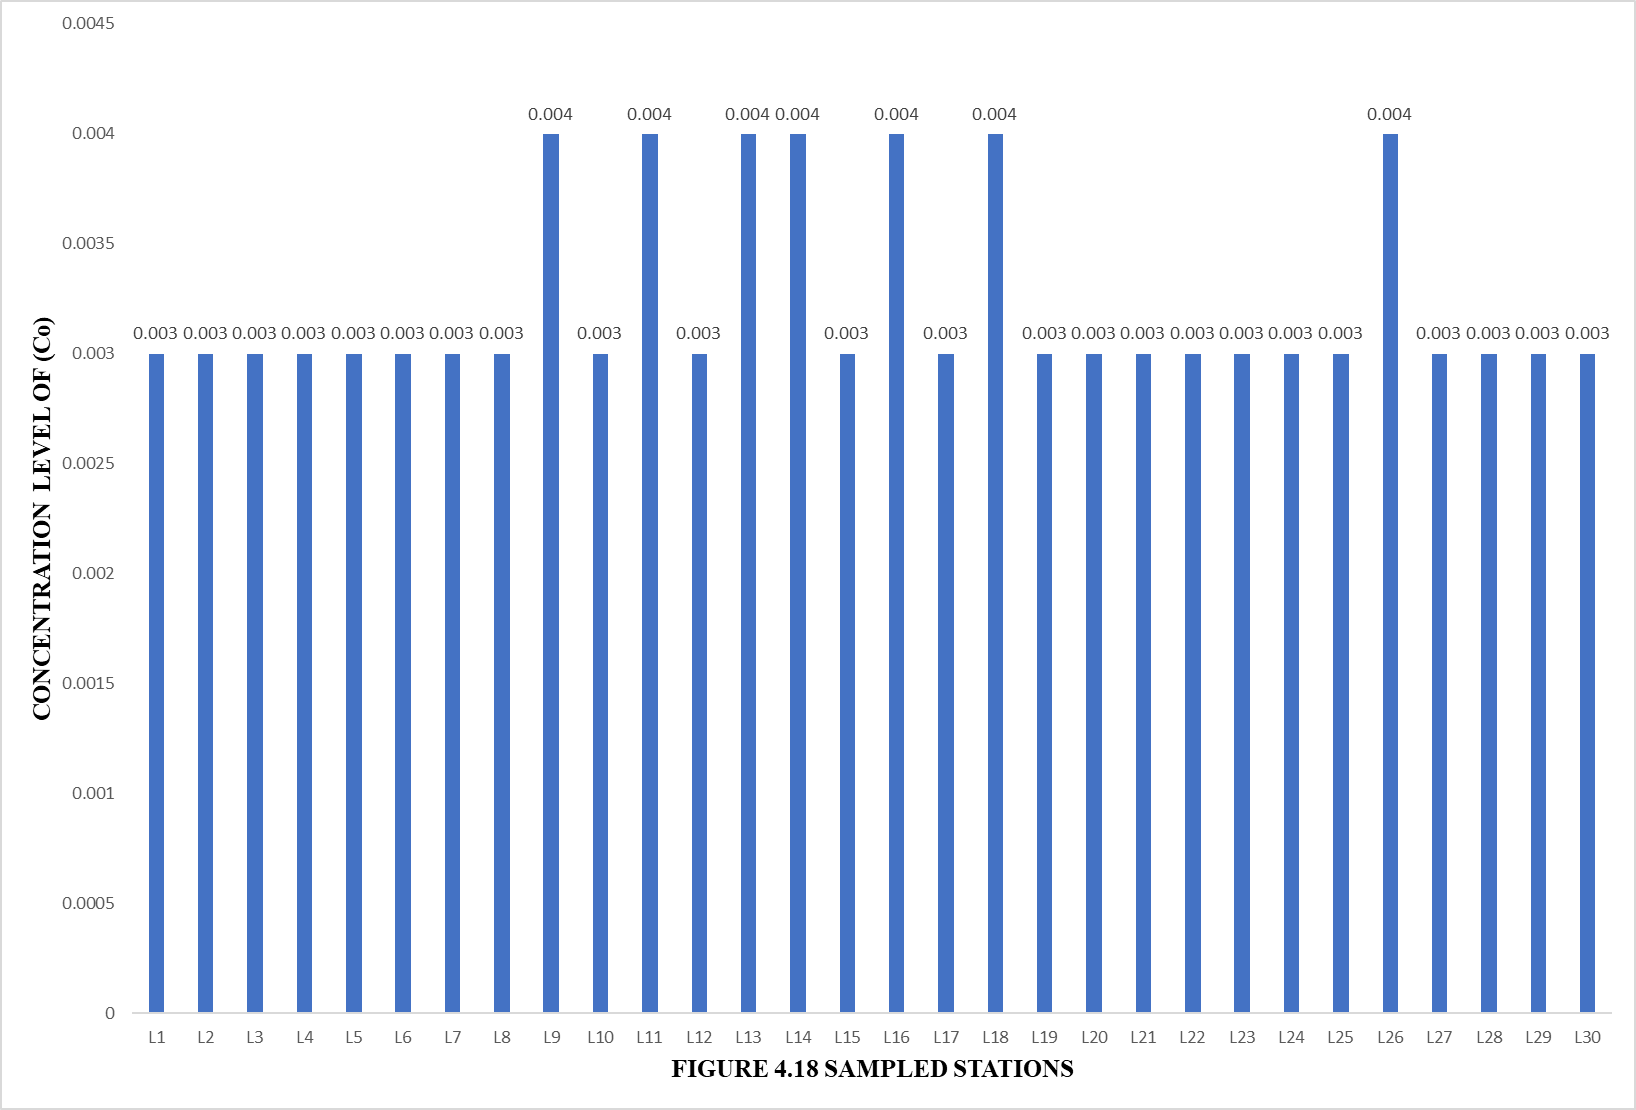 0.0045
0.004
0.0035
0.003
0.0025
0.002
0.0015
0.001
0.0005
0
CONCENTRATION LEVEL OF (Co)
0.004 0.004 0.004 0.004 0.004 0.004 0.004
0.003 0.003 0.003 0.003 0.003 0.003 0.003 0.003 0.003 0.003 0.003 0.003 0.003 0.003 0.003 0.003 0.003 0.003 0.003 0.003 0.003 0.003 0.003
L1 L2 L3 L4 L5 L6 L7 L8 L9 L10 L11 L12 L13 L14 L15 L16 L17 L18 L19 L20 L21 L22 L23 L24 L25 L26 L27 L28 L29 L30
FIGURE 4.18 SAMPLED STATIONS